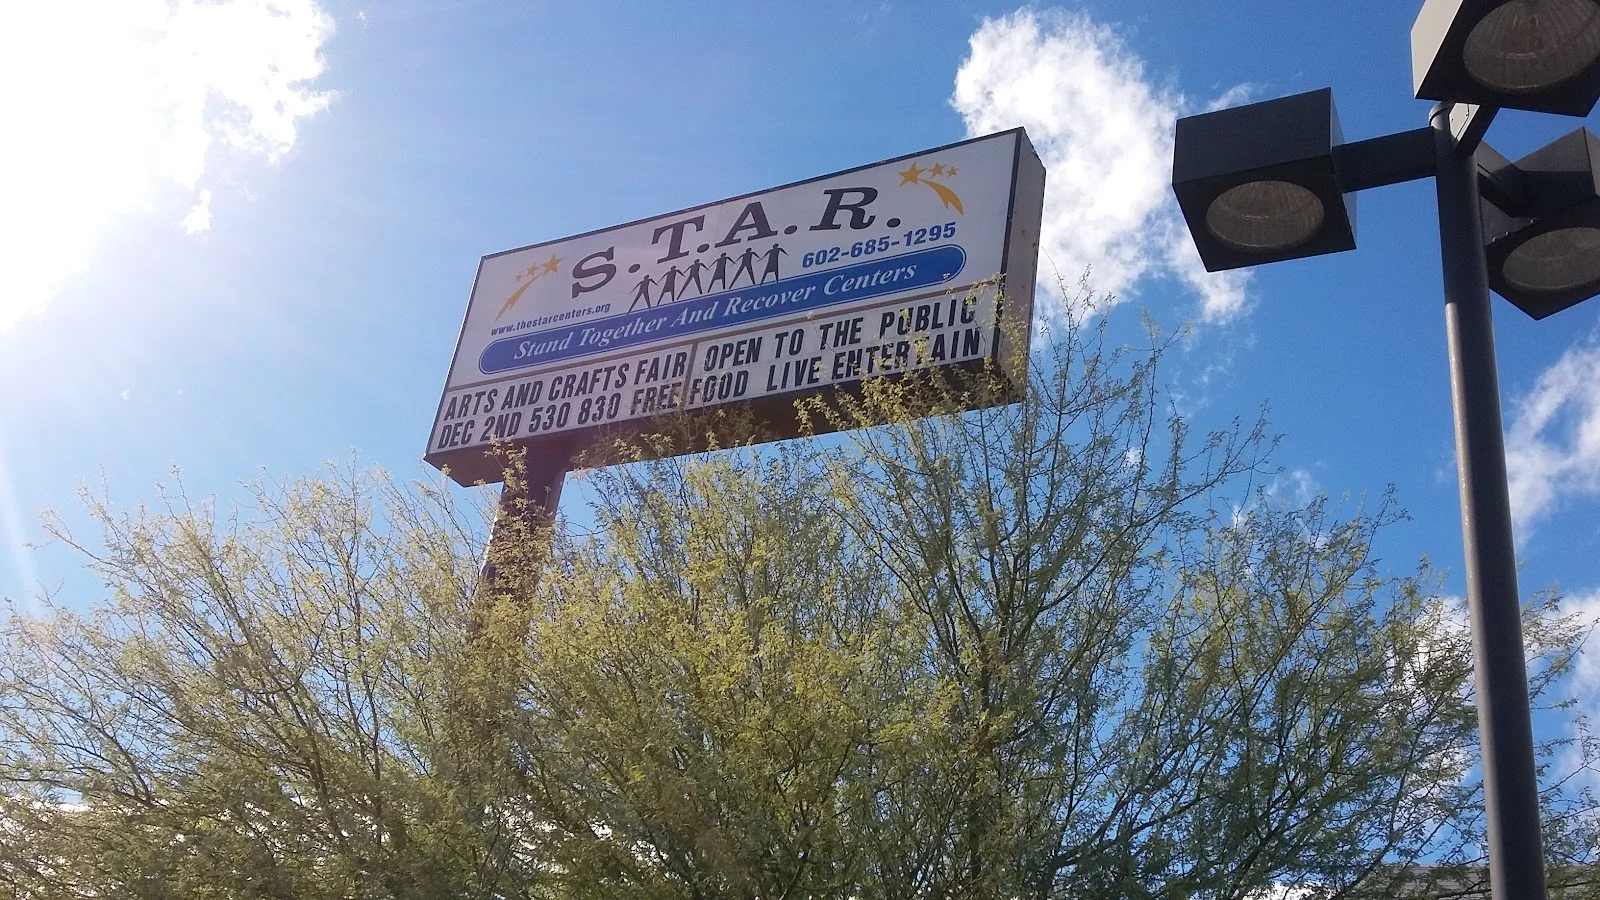 S.T.A.R.
602-685-1295
www.thestarcenters.org
Stand Together And Recover Centers
ARTS AND CRAFTS FAIR OPEN TO THE PUBLIC
DEC 2ND 530 830 FREE FOOD LIVE ENTERTAIN